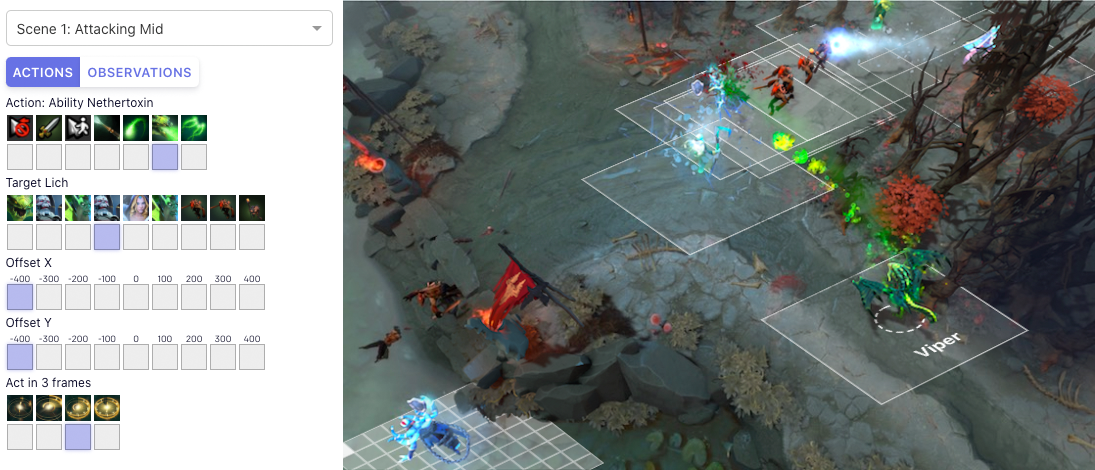 Scene 1: Attacking Mid
ACTIONS OBSERVATIONS
Action: Ability Nethertoxin
Target Lich
Offset X
-400 -300 -200 -100 0 100 200 300 400
Offset Y
-400 -300 -200 -100 0 100 200 300 400
Act in 3 frames
Viper